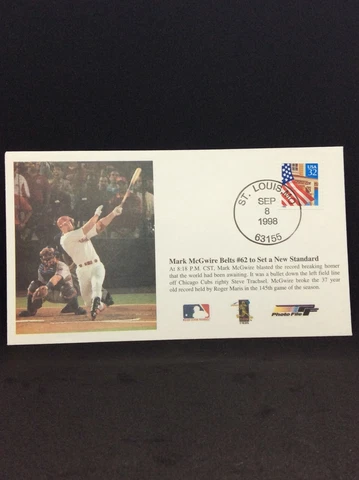 USA
32
ST. LOUIS, MO
SEP
8
1998
63155
Mark McGwire Belts #62 to Set a New Standard
At 8:18 P.M. CST, Mark McGwire blasted the record breaking homer
that the world had been awaiting. It was a bullet down the left field line
off Chicago Cubs righty Steve Trachsel. McGwire broke the 37 year
old record held by Roger Maris in the 145th game of the season.
Photo File